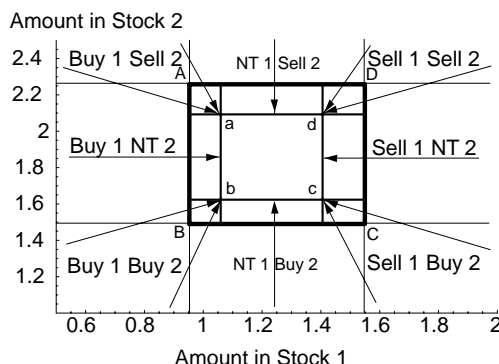 Amount in Stock 2
2.4
2.2
2
1.8
1.6
1.4
1.2
Buy 1 Sell 2
A
NT 1 Sell 2
Sell 1 Sell 2
D
a
d
Buy 1 NT 2
Sell 1 NT 2
b
c
B
C
Buy 1 Buy 2
NT 1 Buy 2
Sell 1 Buy 2
0.6 0.8 1 1.2 1.4 1.6 1.8 2
Amount in Stock 1